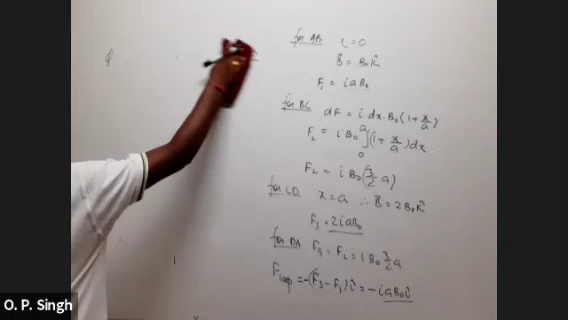 for AB x=0
B̄ = B₀k̂
F₁ = iaB₀
for BC dF = i dx·B₀(1+x/a)
F₂ = iB₀ ∫₀ᵃ(1+x/a)dx
F₂ = iB₀(3/2 a)
for CD x=a ∴ B̄ = 2B₀k̂
F₃ = 2iaB₀
for DA F₄ = F₂ = iB₀ 3/2 a
F loop = -(F₃-F₁)î = -iaB₀î
O. P. Singh